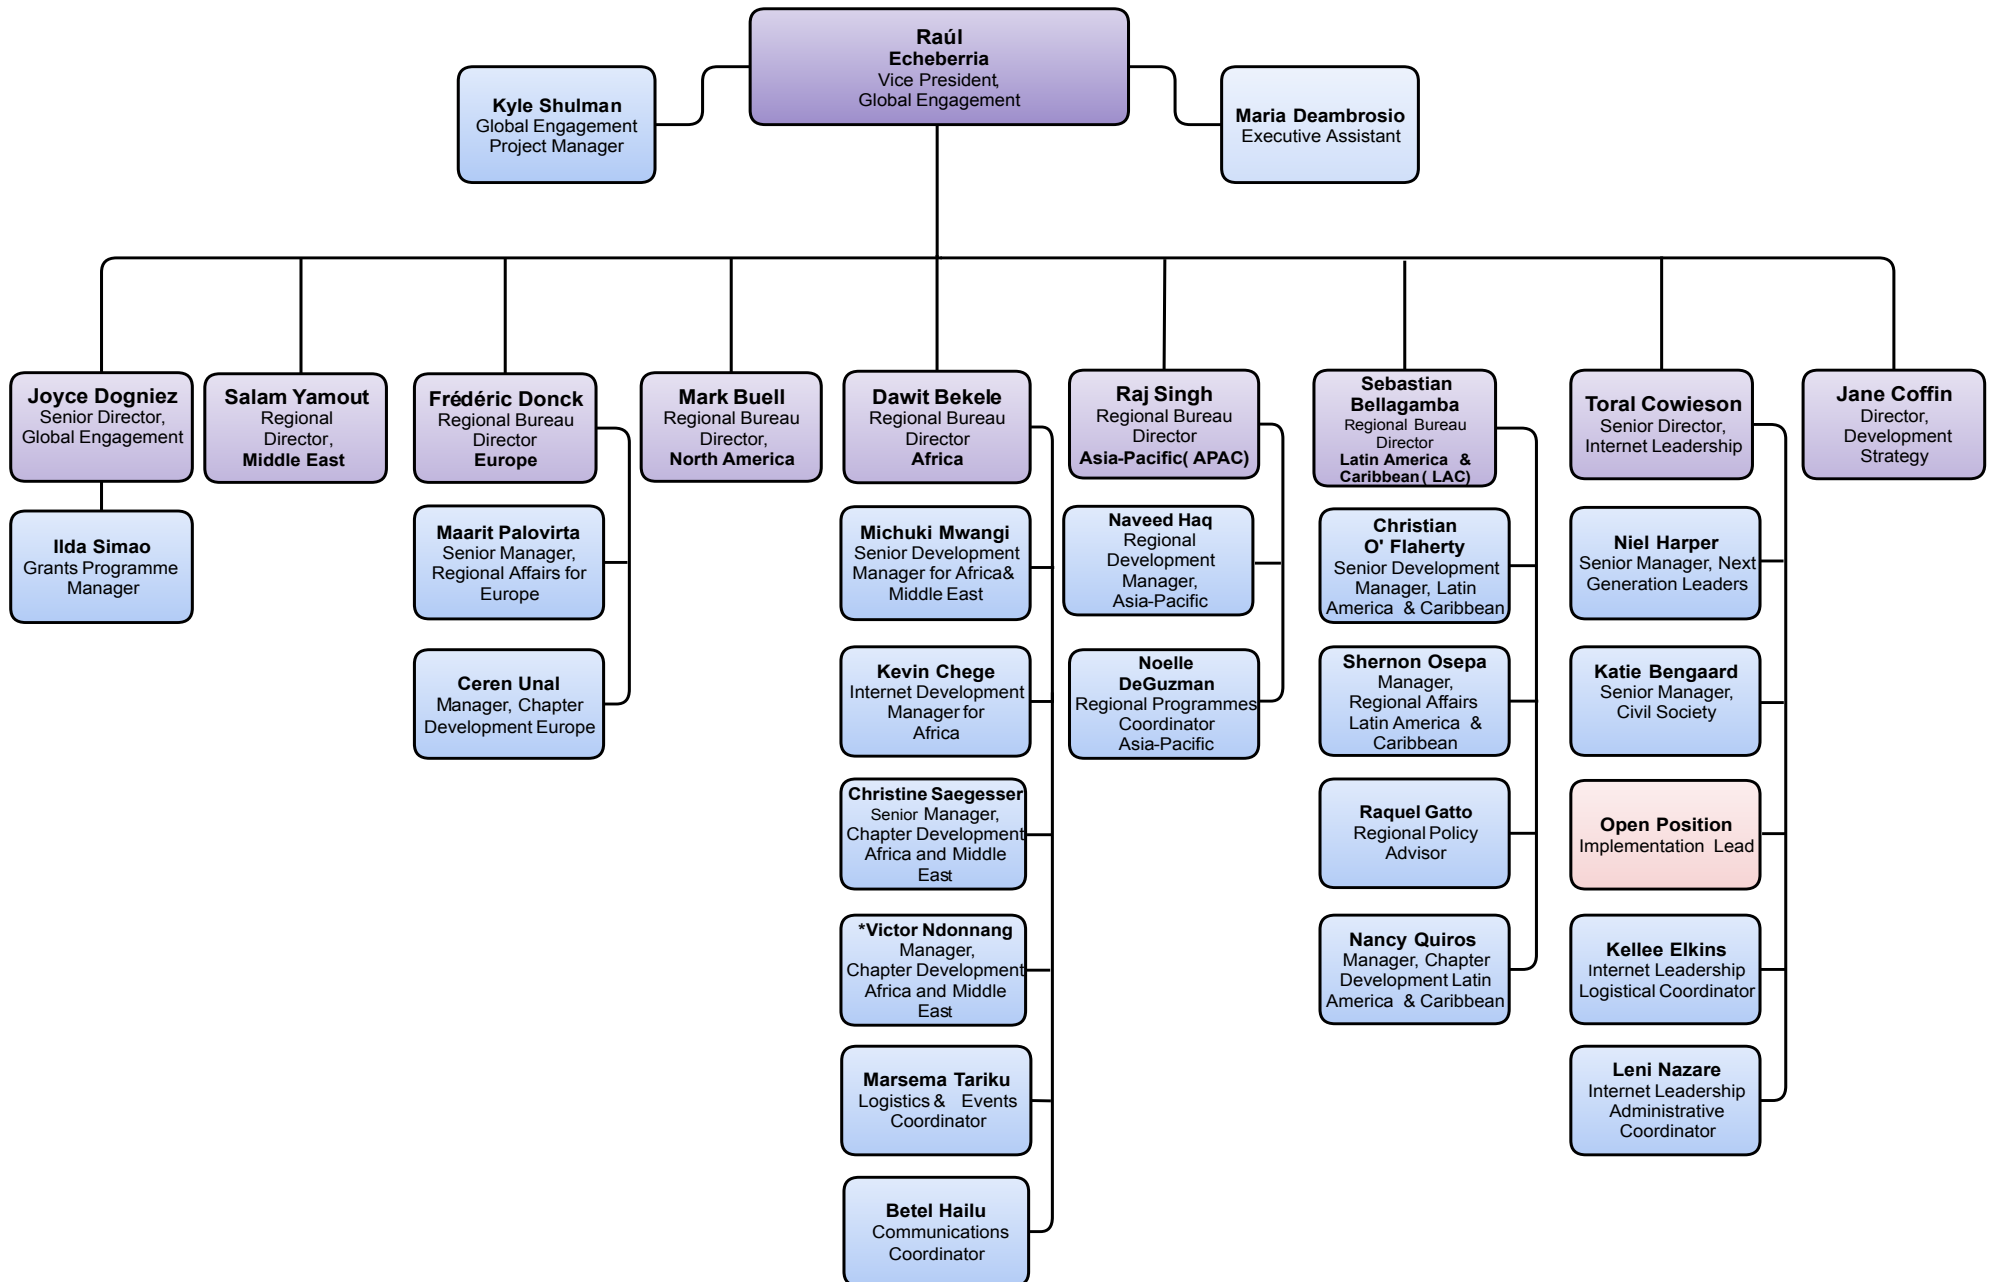 Raúl
Echeberria
Vice President,
Global Engagement
Kyle Shulman
Global Engagement
Project Manager
Maria Deambrosio
Executive Assistant
Joyce Dogniez
Senior Director,
Global Engagement
Ilda Simao
Grants Programme
Manager
Salam Yamout
Regional
Director,
Middle East
Frédéric Donck
Regional Bureau
Director
Europe
Maarit Palovirta
Senior Manager,
Regional Affairs for
Europe
Ceren Unal
Manager, Chapter
Development Europe
Mark Buell
Regional Bureau
Director,
North America
Dawit Bekele
Regional Bureau
Director
Africa
Michuki Mwangi
Senior Development
Manager for Africa&
Middle East
Kevin Chege
Internet Development
Manager for
Africa
Christine Saegesser
Senior Manager,
Chapter Development
Africa and Middle
East
*Victor Ndonnang
Manager,
Chapter Development
Africa and Middle
East
Marsema Tariku
Logistics & Events
Coordinator
Betel Hailu
Communications
Coordinator
Raj Singh
Regional Bureau
Director
Asia-Pacific( APAC)
Naveed Haq
Regional
Development
Manager,
Asia-Pacific
Noelle
DeGuzman
Regional Programmes
Coordinator
Asia-Pacific
Sebastian
Bellagamba
Regional Bureau
Director
Latin America &
Caribbean ( LAC)
Christian
O' Flaherty
Senior Development
Manager, Latin
America & Caribbean
Shernon Osepa
Manager,
Regional Affairs
Latin America &
Caribbean
Raquel Gatto
Regional Policy
Advisor
Nancy Quiros
Manager, Chapter
Development Latin
America & Caribbean
Toral Cowieson
Senior Director,
Internet Leadership
Niel Harper
Senior Manager, Next
Generation Leaders
Katie Bengaard
Senior Manager,
Civil Society
Open Position
Implementation Lead
Kellee Elkins
Internet Leadership
Logistical Coordinator
Leni Nazare
Internet Leadership
Administrative
Coordinator
Jane Coffin
Director,
Development
Strategy